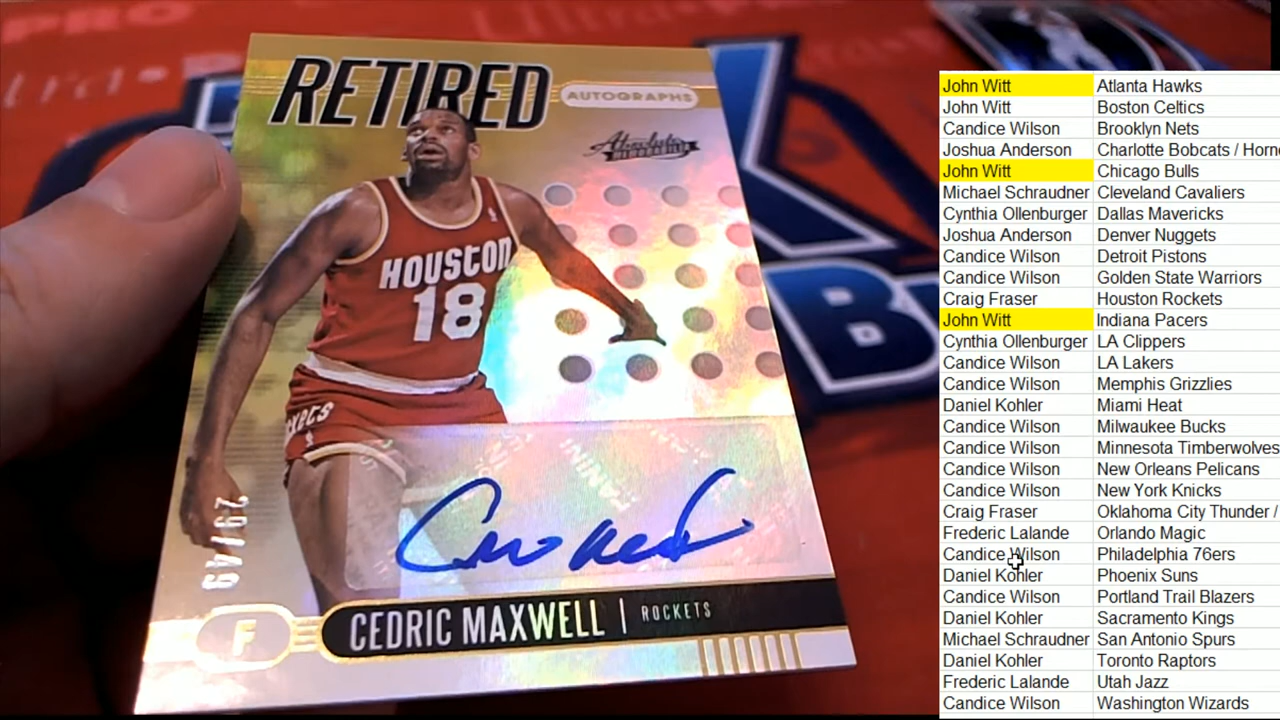 RETIRED
AUTOGRAPHS
Absolute
MEMORABILIA
HOUSTON
18
29/49
F
CEDRIC MAXWELL | ROCKETS
John Witt Atlanta Hawks
John Witt Boston Celtics
Candice Wilson Brooklyn Nets
Joshua Anderson Charlotte Bobcats / Horne
John Witt Chicago Bulls
Michael Schraudner Cleveland Cavaliers
Cynthia Ollenburger Dallas Mavericks
Joshua Anderson Denver Nuggets
Candice Wilson Detroit Pistons
Candice Wilson Golden State Warriors
Craig Fraser Houston Rockets
John Witt Indiana Pacers
Cynthia Ollenburger LA Clippers
Candice Wilson LA Lakers
Candice Wilson Memphis Grizzlies
Daniel Kohler Miami Heat
Candice Wilson Milwaukee Bucks
Candice Wilson Minnesota Timberwolves
Candice Wilson New Orleans Pelicans
Candice Wilson New York Knicks
Craig Fraser Oklahoma City Thunder /
Frederic Lalande Orlando Magic
Candice Wilson Philadelphia 76ers
Daniel Kohler Phoenix Suns
Candice Wilson Portland Trail Blazers
Daniel Kohler Sacramento Kings
Michael Schraudner San Antonio Spurs
Daniel Kohler Toronto Raptors
Frederic Lalande Utah Jazz
Candice Wilson Washington Wizards